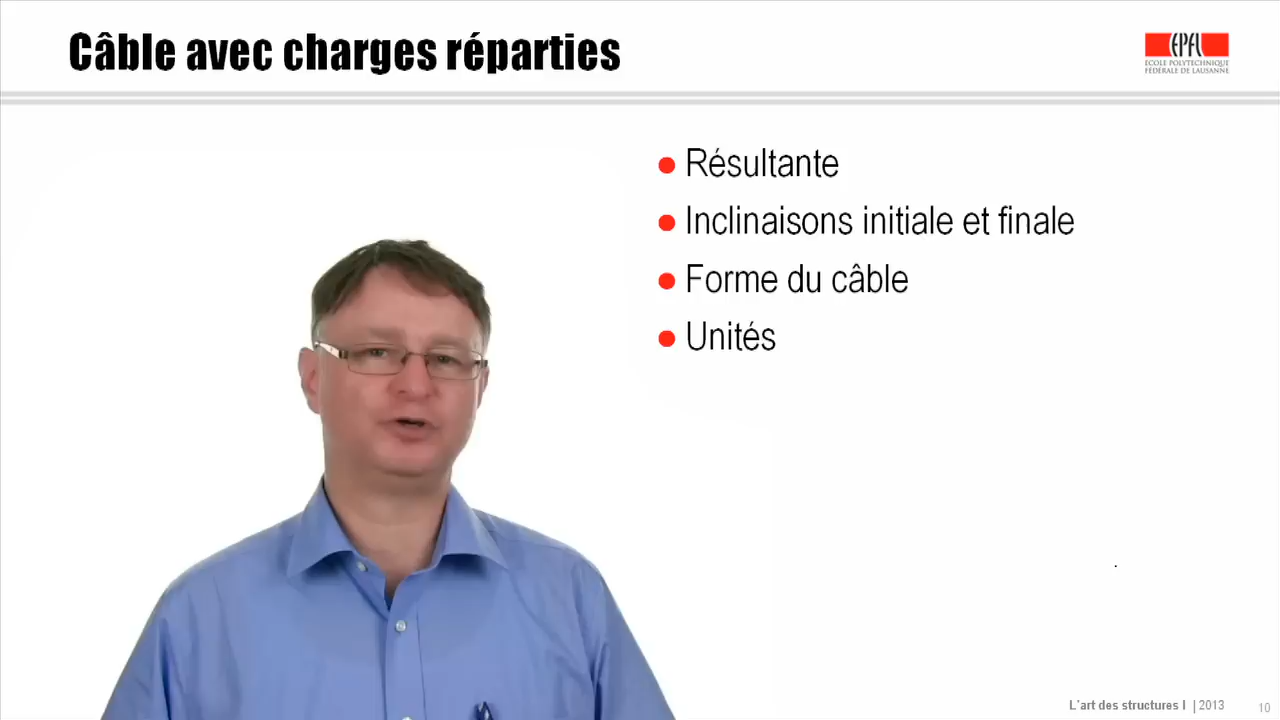 Câble avec charges réparties
EPFL
ÉCOLE POLYTECHNIQUE
FÉDÉRALE DE LAUSANNE
Résultante
Inclinaisons initiale et finale
Forme du câble
Unités
L'art des structures I | 2013
10